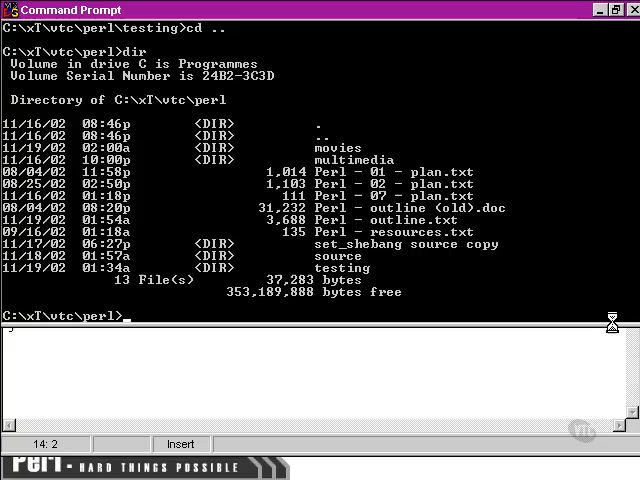 Command Prompt
C:\xT\vtc\perl\testing>cd ..
C:\xT\vtc\perl>dir
Volume in drive C is Programmes
Volume Serial Number is 24B2-3C3D
Directory of C:\xT\vtc\perl
11/16/02 08:46p <DIR> .
11/16/02 08:46p <DIR> ..
11/19/02 02:00a <DIR> movies
11/16/02 10:00p <DIR> multimedia
08/04/02 11:58p 1,014 Perl - 01 - plan.txt
08/25/02 02:50p 1,103 Perl - 02 - plan.txt
11/16/02 01:18p 111 Perl - 07 - plan.txt
08/04/02 08:20p 31,232 Perl - outline (old).doc
11/19/02 01:54a 3,688 Perl - outline.txt
09/16/02 01:18a 135 Perl - resources.txt
11/17/02 06:27p <DIR> set_shebang source copy
11/18/02 01:57a <DIR> source
11/19/02 01:34a <DIR> testing
13 File(s) 37,283 bytes
353,189,888 bytes free
C:\xT\vtc\perl>_
VTC
14: 2 Insert
Perl - HARD THINGS POSSIBLE